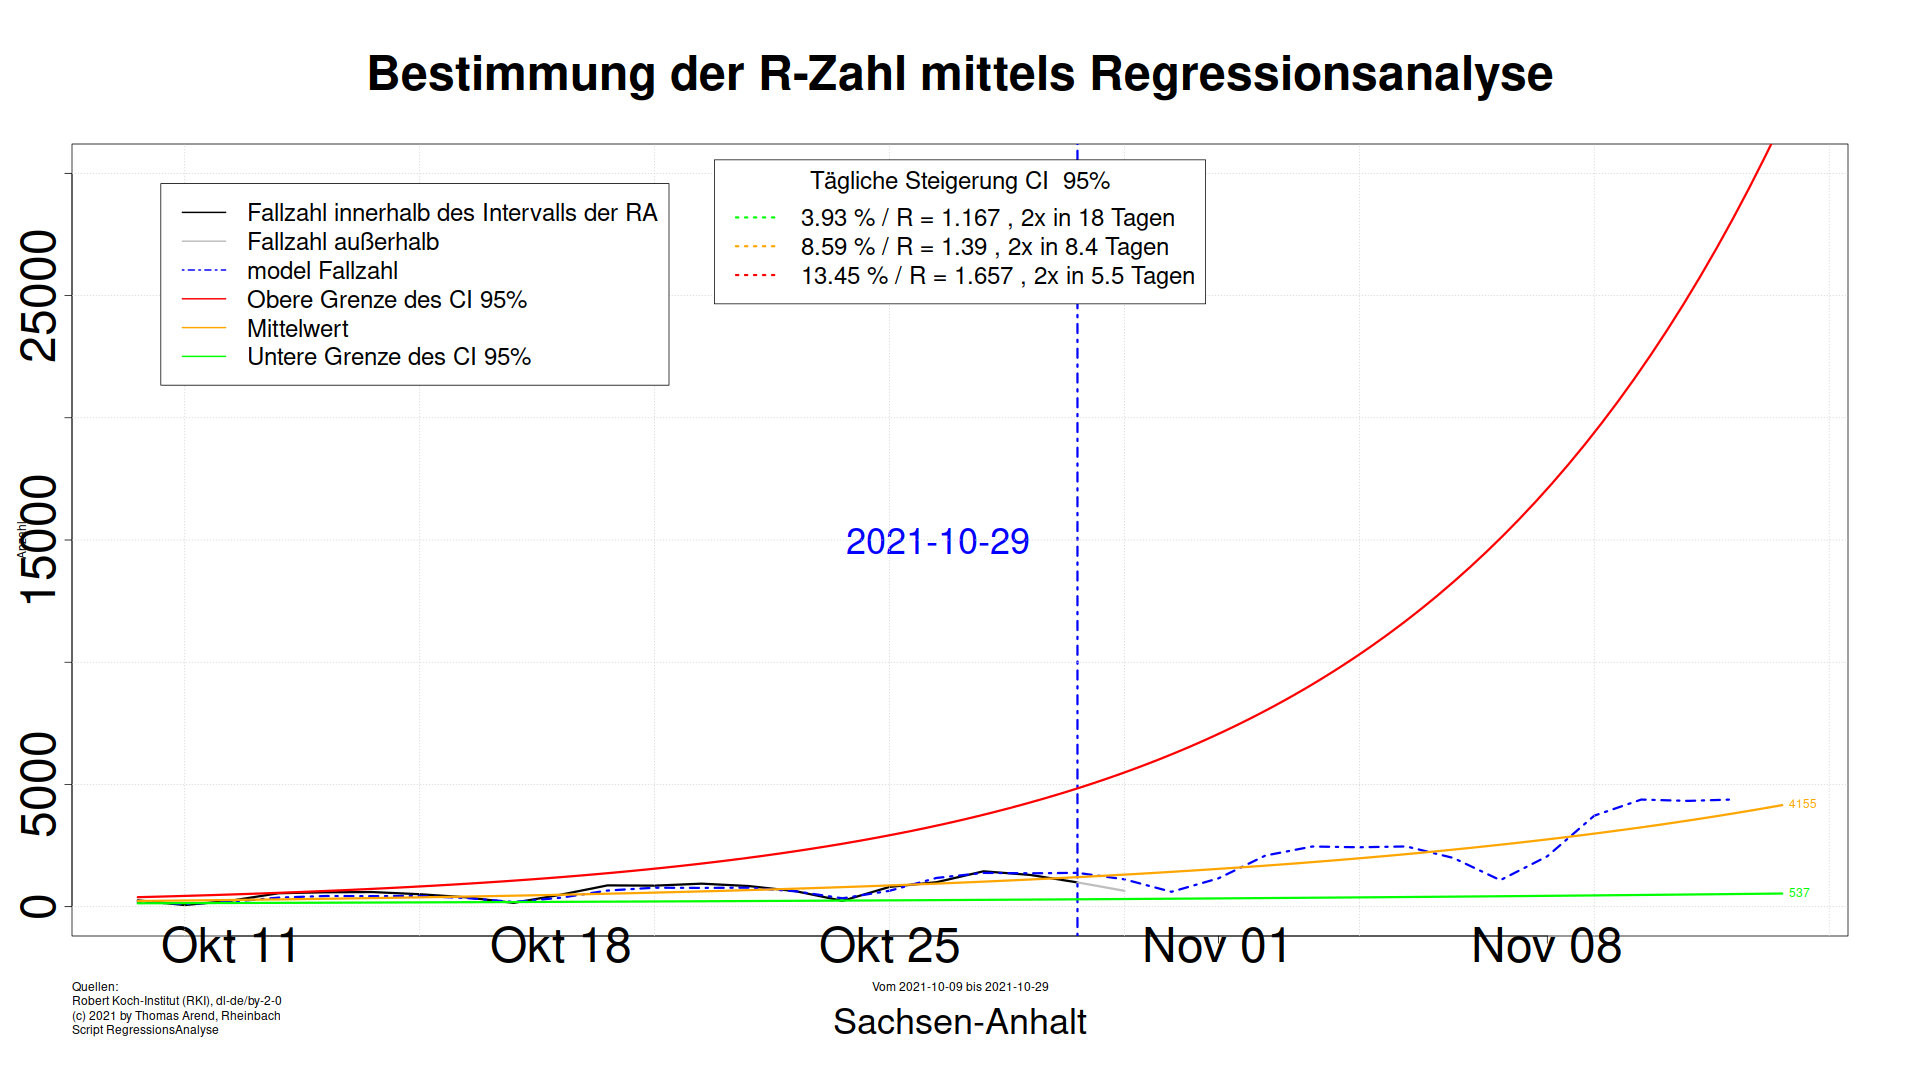 Bestimmung der R-Zahl mittels Regressionsanalyse
Fallzahl innerhalb des Intervalls der RA
Fallzahl außerhalb
model Fallzahl
Obere Grenze des CI 95%
Mittelwert
Untere Grenze des CI 95%
Tägliche Steigerung CI  95%
3.93 % / R = 1.167 , 2x in 18 Tagen
8.59 % / R = 1.39 , 2x in 8.4 Tagen
13.45 % / R = 1.657 , 2x in 5.5 Tagen
25000
15000
5000
0
Anzahl
2021-10-29
4155
537
Okt 11 Okt 18 Okt 25 Nov 01 Nov 08
Vom 2021-10-09 bis 2021-10-29
Sachsen-Anhalt
Quellen:
Robert Koch-Institut (RKI), dl-de/by-2-0
(c) 2021 by Thomas Arend, Rheinbach
Script RegressionsAnalyse